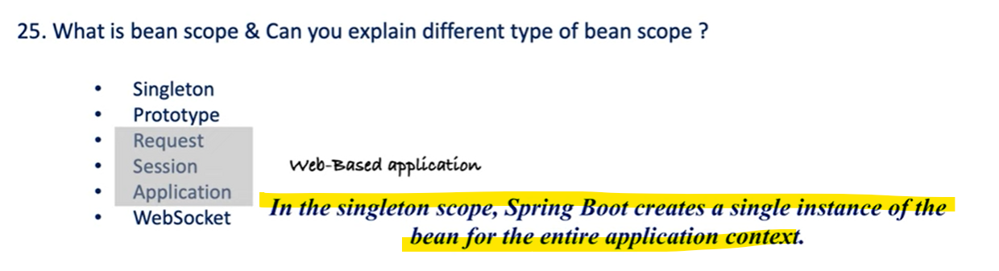 25. What is bean scope & Can you explain different type of bean scope ?
• Singleton
• Prototype
• Request
• Session
• Application
• WebSocket
Web-Based application
In the singleton scope, Spring Boot creates a single instance of the
bean for the entire application context.